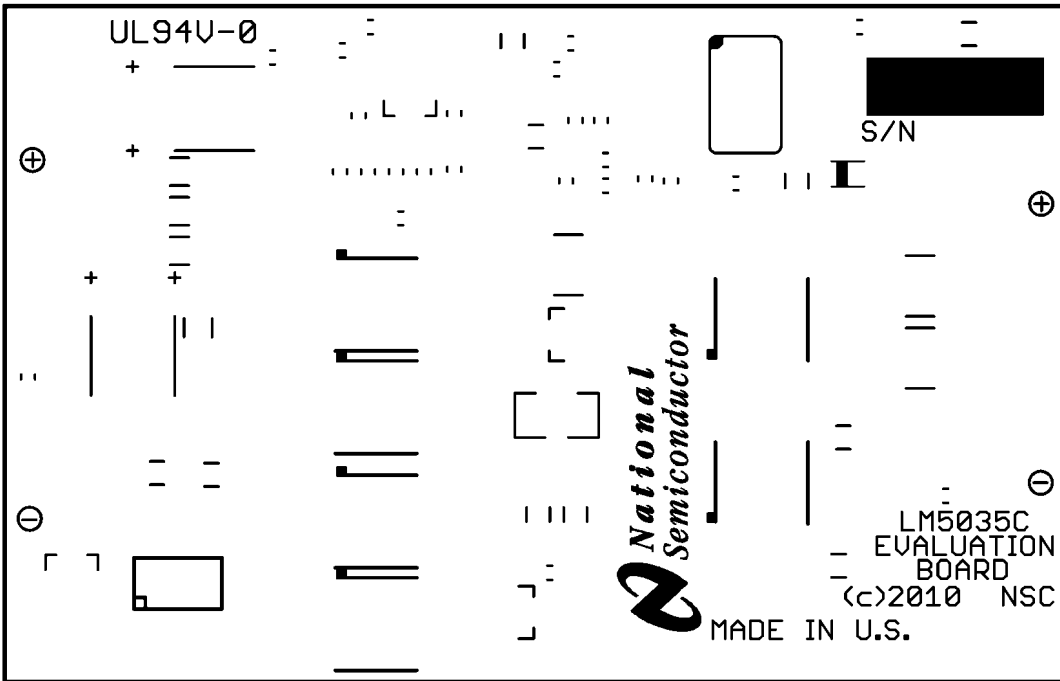 UL94V-0
S/N
National
Semiconductor
LM5035C
EVALUATION
BOARD
(c)2010 NSC
MADE IN U.S.